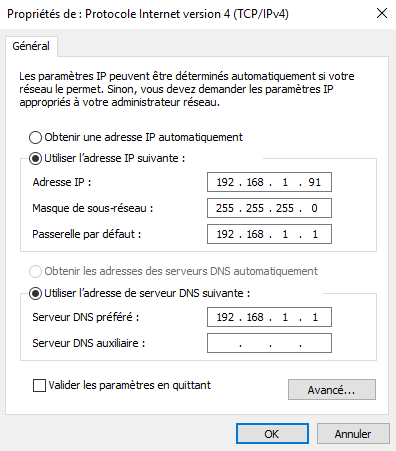 Propriétés de : Protocole Internet version 4 (TCP/IPv4)
Général
Les paramètres IP peuvent être déterminés automatiquement si votre
réseau le permet. Sinon, vous devez demander les paramètres IP
appropriés à votre administrateur réseau.
Obtenir une adresse IP automatiquement
Utiliser l'adresse IP suivante :
Adresse IP : 192 . 168 . 1 . 91
Masque de sous-réseau : 255 . 255 . 255 . 0
Passerelle par défaut : 192 . 168 . 1 . 1
Obtenir les adresses des serveurs DNS automatiquement
Utiliser l'adresse de serveur DNS suivante :
Serveur DNS préféré : 192 . 168 . 1 . 1
Serveur DNS auxiliaire : . . .
Valider les paramètres en quittant
Avancé...
OK Annuler